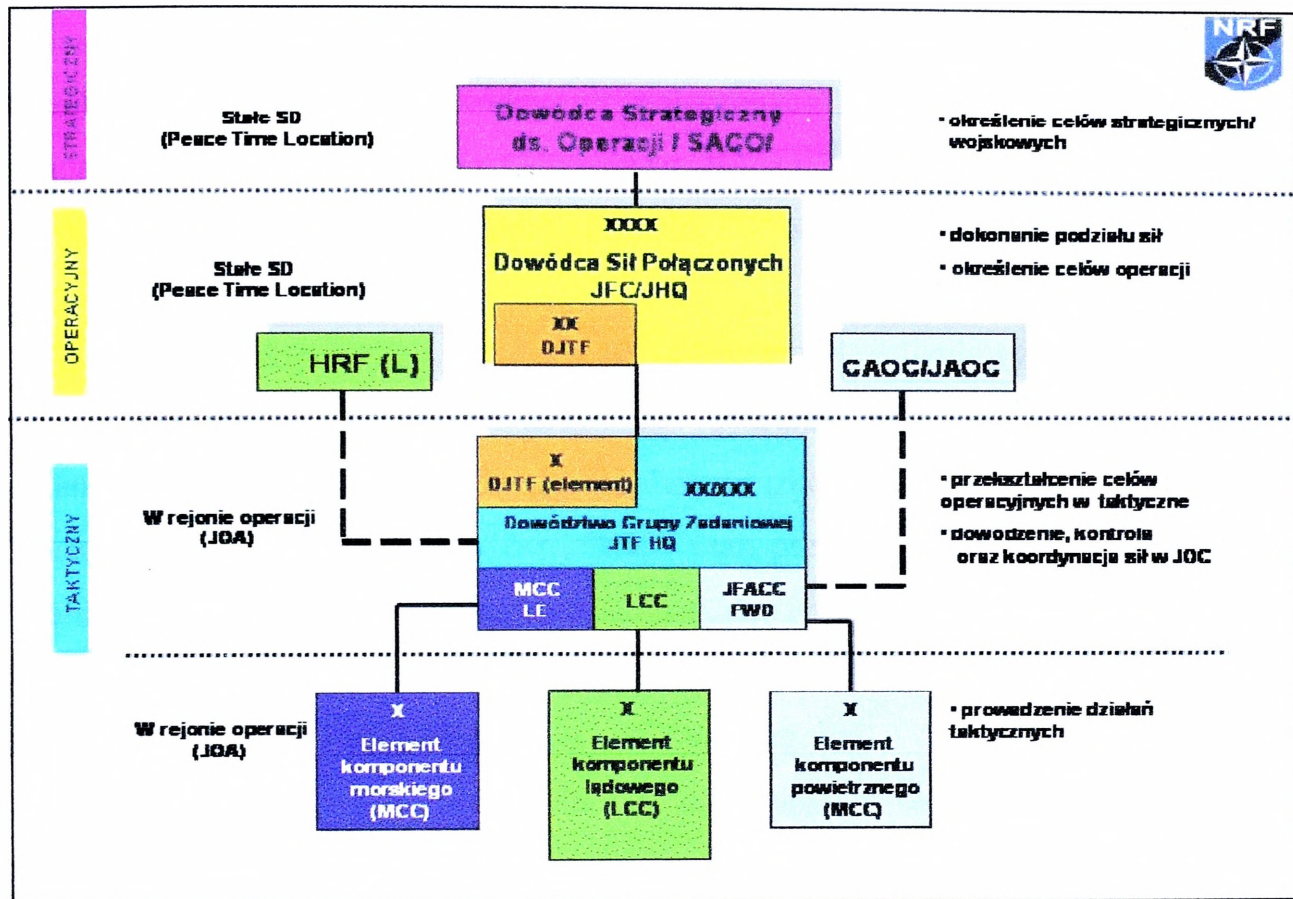 NRF
STRATEGICZNY
Stałe SD
(Peace Time Location)
Dowódca Strategiczny
ds. Operacji / SACO/
• określenie celów strategicznych/
wojskowych
OPERACYJNY
Stałe SD
(Peace Time Location)
XXXX
Dowódca Sił Połączonych
JFC/JHQ
XX
DJTF
• dokonanie podziału sił
• określenie celów operacji
HRF (L)
CAOC/JAOC
TAKTYCZNY
W rejonie operacji
(JOA)
X
DJTF (element)
XX/XXX
Dowództwo Grupy Zadaniowej
JTF HQ
MCC
LE
LCC
JFACC
FWD
• przekształcenie celów
operacyjnych w taktyczne
• dowodzenie, kontrola
oraz koordynacja sił w JOC
W rejonie operacji
(JOA)
X
Element
komponentu
morskiego
(MCC)
X
Element
komponentu
lądowego
(LCC)
X
Element
komponentu
powietrznego
(MCC)
• prowadzenie działań
taktycznych